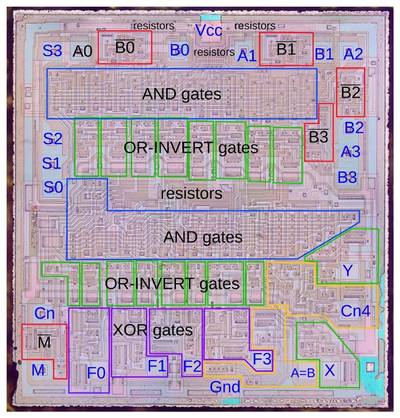 resistors resistors
Vcc
S3 A0 B0 B0 resistors A1 B1 B1 A2
AND gates B2
OR-INVERT gates B3 B2
S2 A3
S1 B3
S0 resistors
AND gates
Y
OR-INVERT gates
Cn Cn4
M XOR gates
M F0 F1 F2 F3 A=B X
Gnd